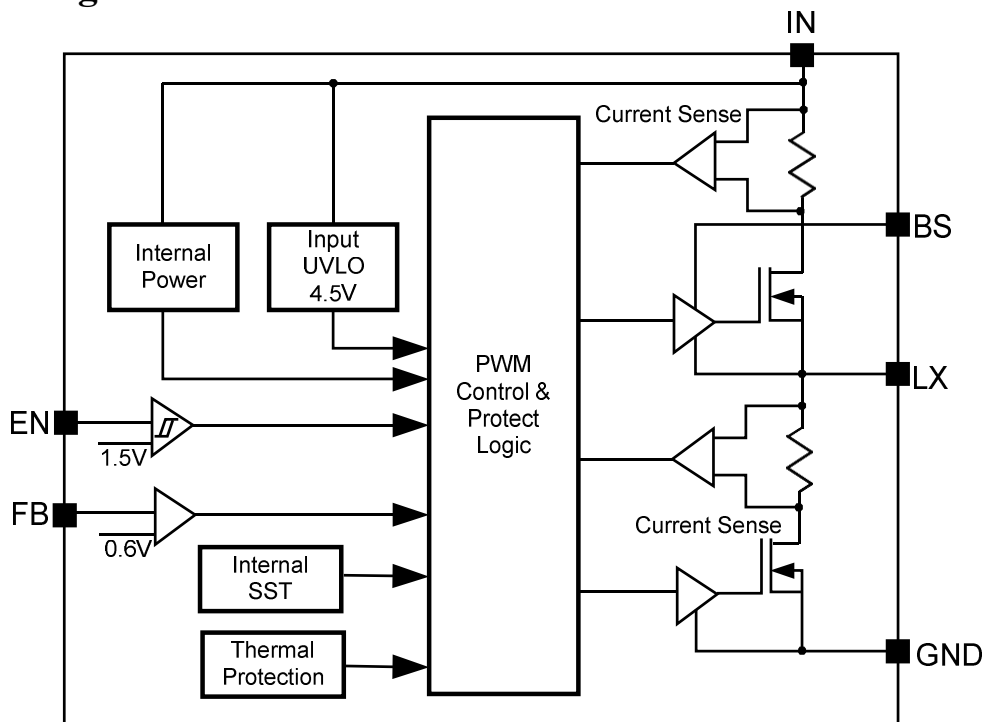 g
IN
Current Sense
BS
Internal
Power
Input
UVLO
4.5V
PWM
Control &
Protect
Logic
LX
EN
1.5V
FB
0.6V
Current Sense
Internal
SST
Thermal
Protection
GND